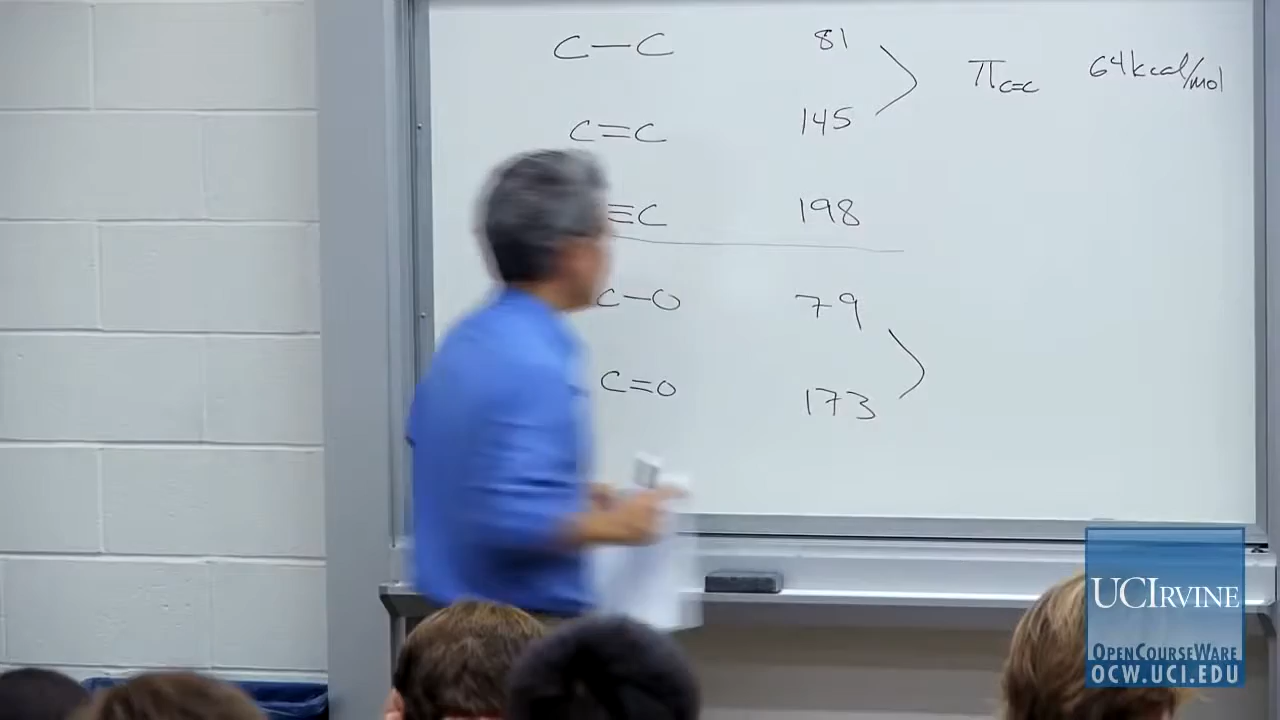 C—C 81 π C=C 64 kcal/mol
C=C 145
≡C 198
C—O 79
C=O 173
UCIRVINE
OPENCOURSEWARE
OCW.UCI.EDU